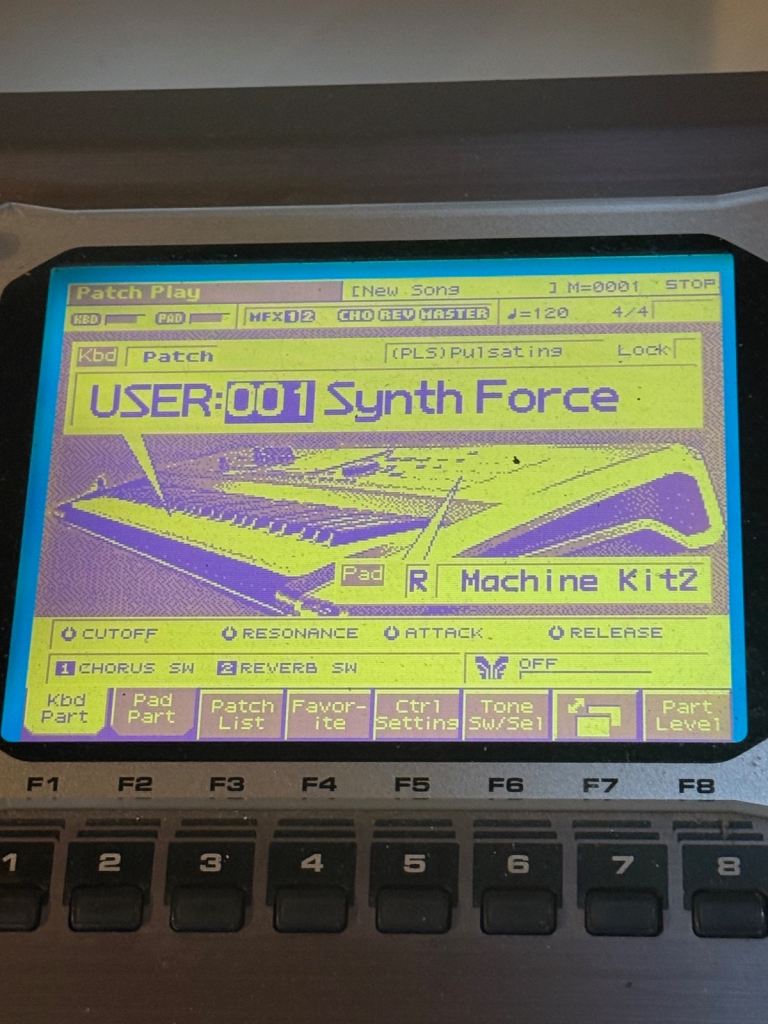 Patch Play [New Song ] M=0001 STOP
KBD PAD MFX12 CHO REV MASTER ♩=120 4/4
Kbd Patch (PLS)Pulsating Lock
USER:001 Synth Force
Pad R Machine Kit2
CUTOFF RESONANCE ATTACK RELEASE
1 CHORUS SW 2 REVERB SW OFF
Kbd Part Pad Part Patch List Favor-ite Ctrl Setting Tone Sw/Sel Part Level
F1 F2 F3 F4 F5 F6 F7 F8
1 2 3 4 5 6 7 8